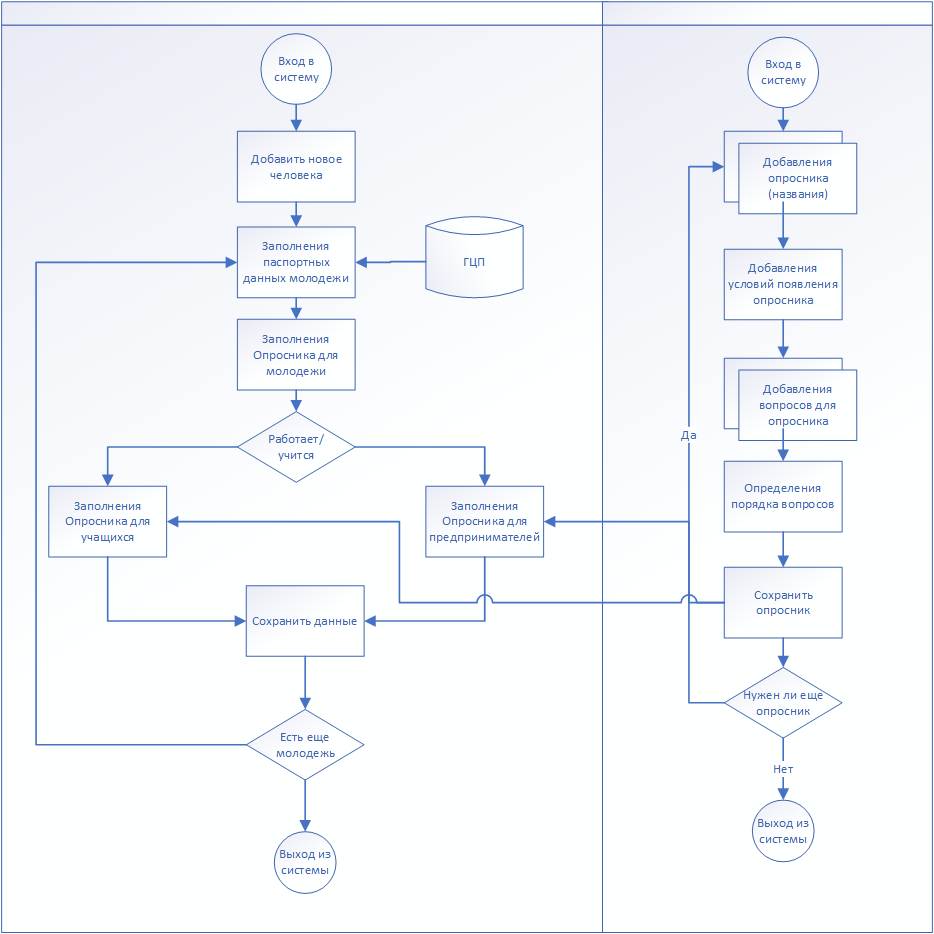 Вход в
систему
Добавить новое
человека
Заполнения
паспортных
данных молодежи
ГЦП
Заполнения
Опросника для
молодежи
Работает/
учится
Заполнения
Опросника для
учащихся
Заполнения
Опросника для
предпринимателей
Сохранить данные
Есть еще
молодежь
Выход из
системы
Вход в
систему
Добавления
опросника
(названия)
Добавления
условий появления
опросника
Добавления
вопросов для
опросника
Да
Определения
порядка вопросов
Сохранить
опросник
Нужен ли еще
опросник
Нет
Выход из
системы